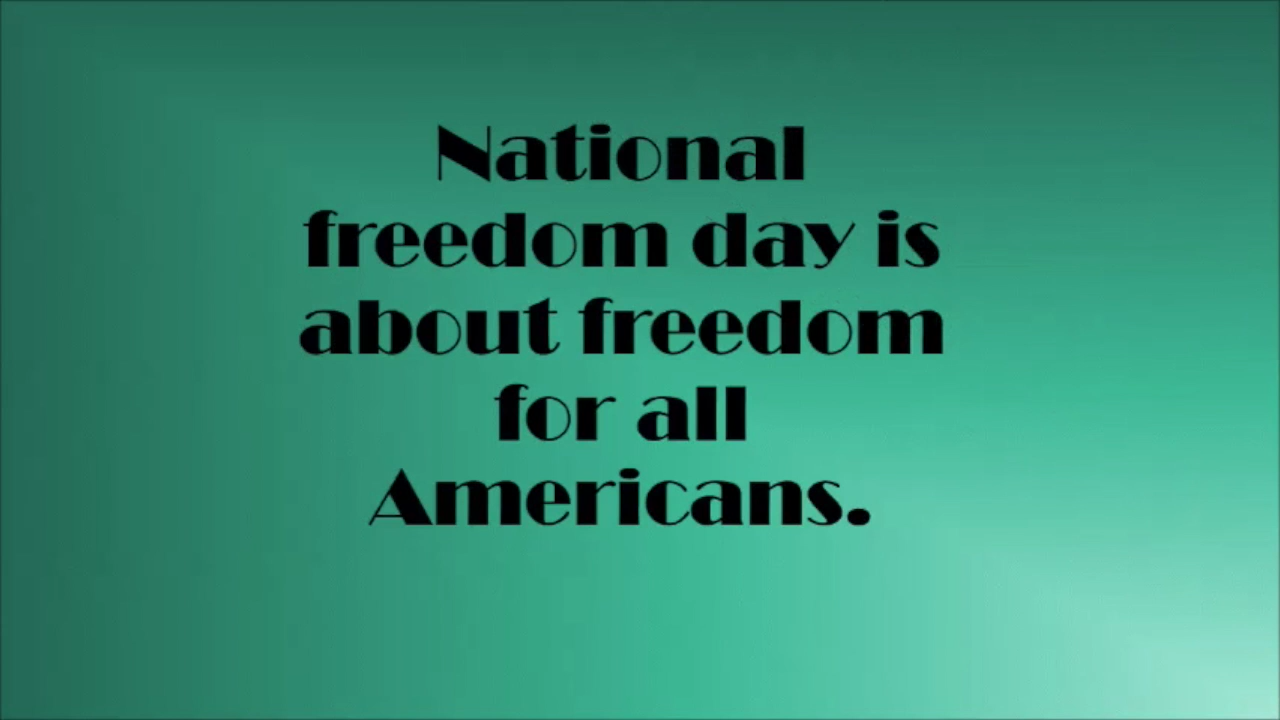 National
freedom day is
about freedom
for all
Americans.